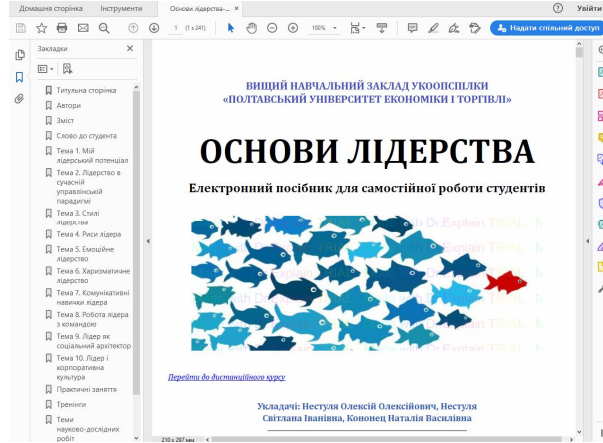 Домашня сторінка Інструменти Основи лідерства-... × Увійти
1 (1 з 241) 100% Надати спільний доступ
Закладки
Титульна сторінка
Автори
Зміст
Слово до студента
Тема 1. Мій
лідерський потенціал
Тема 2. Лідерство в
сучасній
управлінській
парадигмі
Тема 3. Стилі
лідерства
Тема 4. Риси лідера
Тема 5. Емоційне
лідерство
Тема 6. Харизматичне
лідерство
Тема 7. Комунікативні
навички лідера
Тема 8. Робота лідера
з командою
Тема 9. Лідер як
соціальний архітектор
Тема 10. Лідер і
корпоративна
культура
Практичні заняття
Тренінги
Теми
науково-дослідних
робіт
ВИЩИЙ НАВЧАЛЬНИЙ ЗАКЛАД УКООПСПІЛКИ
«ПОЛТАВСЬКИЙ УНІВЕРСИТЕТ ЕКОНОМІКИ І ТОРГІВЛІ»
ОСНОВИ ЛІДЕРСТВА
Електронний посібник для самостійної роботи студентів
Перейти до дистанційного курсу
Укладачі: Нестуля Олексій Олексійович, Нестуля
Світлана Іванівна, Кононец Наталія Василівна
210 x 297 мм